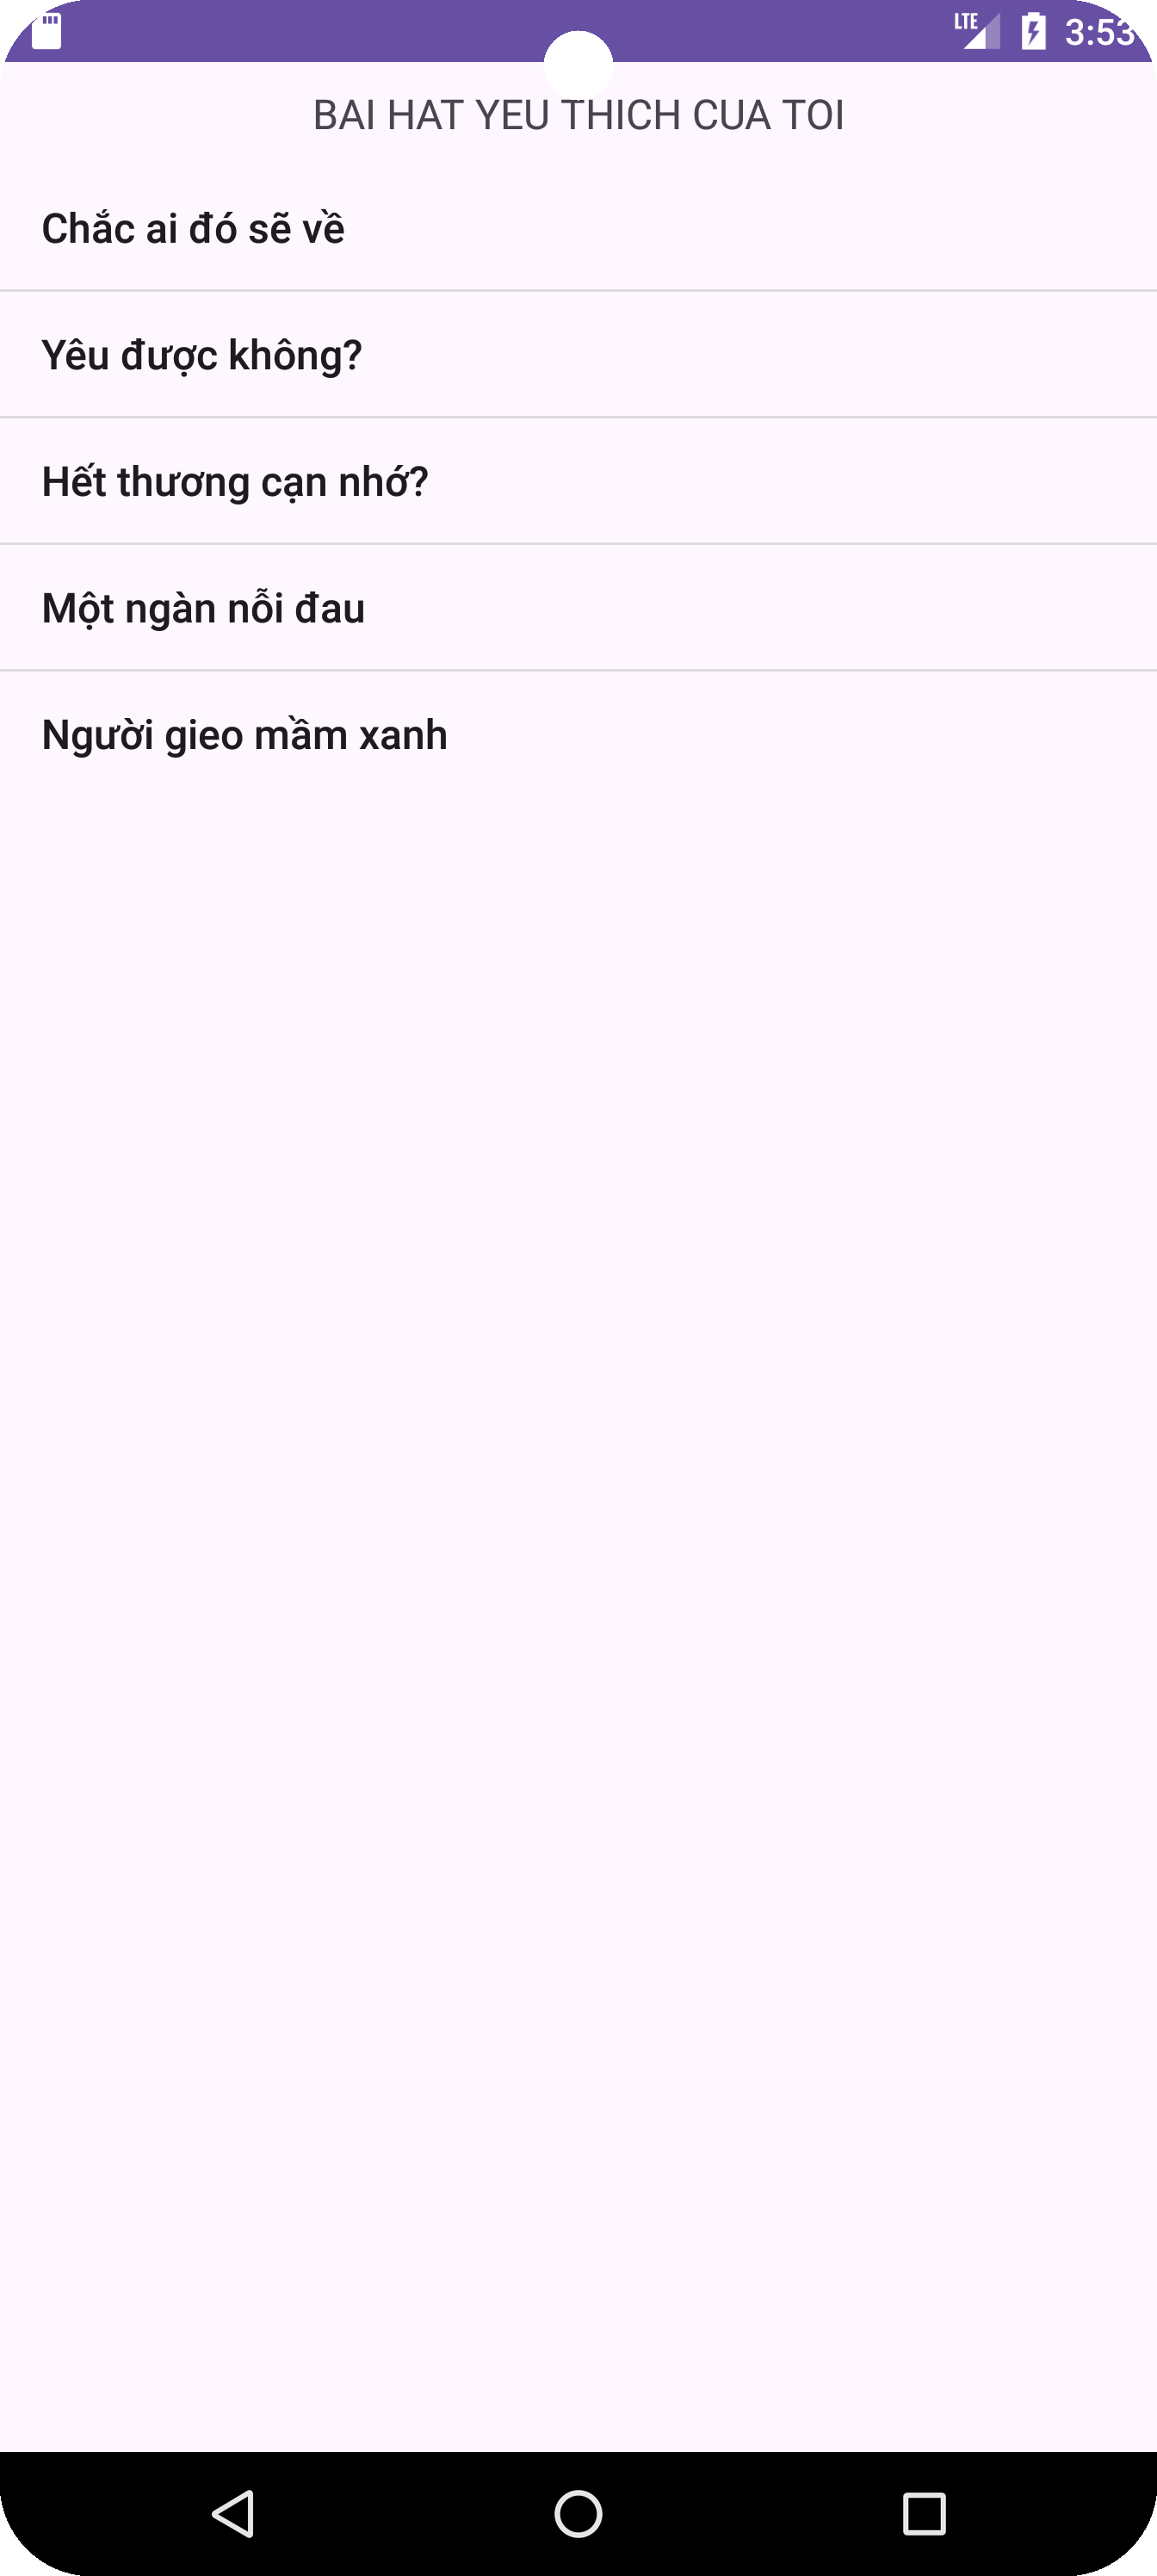 LTE 3:53
BAI HAT YEU THICH CUA TOI
Chắc ai đó sẽ về
Yêu được không?
Hết thương cạn nhớ?
Một ngàn nỗi đau
Người gieo mầm xanh